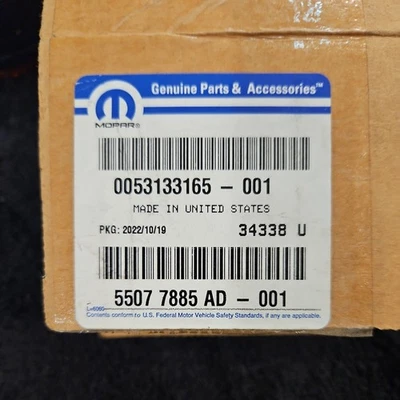 Genuine Parts & Accessories™
MOPAR®
0053133165 - 001
MADE IN UNITED STATES
PKG: 2022/10/19 34338 U
5507 7885 AD - 001
Contents conform to U.S. Federal Motor Vehicle Safety Standards, if any are applicable.